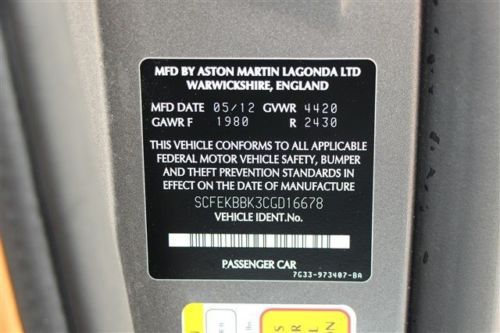 MFD BY ASTON MARTIN LAGONDA LTD
WARWICKSHIRE, ENGLAND
MFD DATE 05/12 GVWR 4420
GAWR F 1980 R 2430
THIS VEHICLE CONFORMS TO ALL APPLICABLE
FEDERAL MOTOR VEHICLE SAFETY, BUMPER
AND THEFT PREVENTION STANDARDS IN
EFFECT ON THE DATE OF MANUFACTURE
SCFEKBBK3CGD16678
VEHICLE IDENT.No.
PASSENGER CAR
7G33-973407-BA